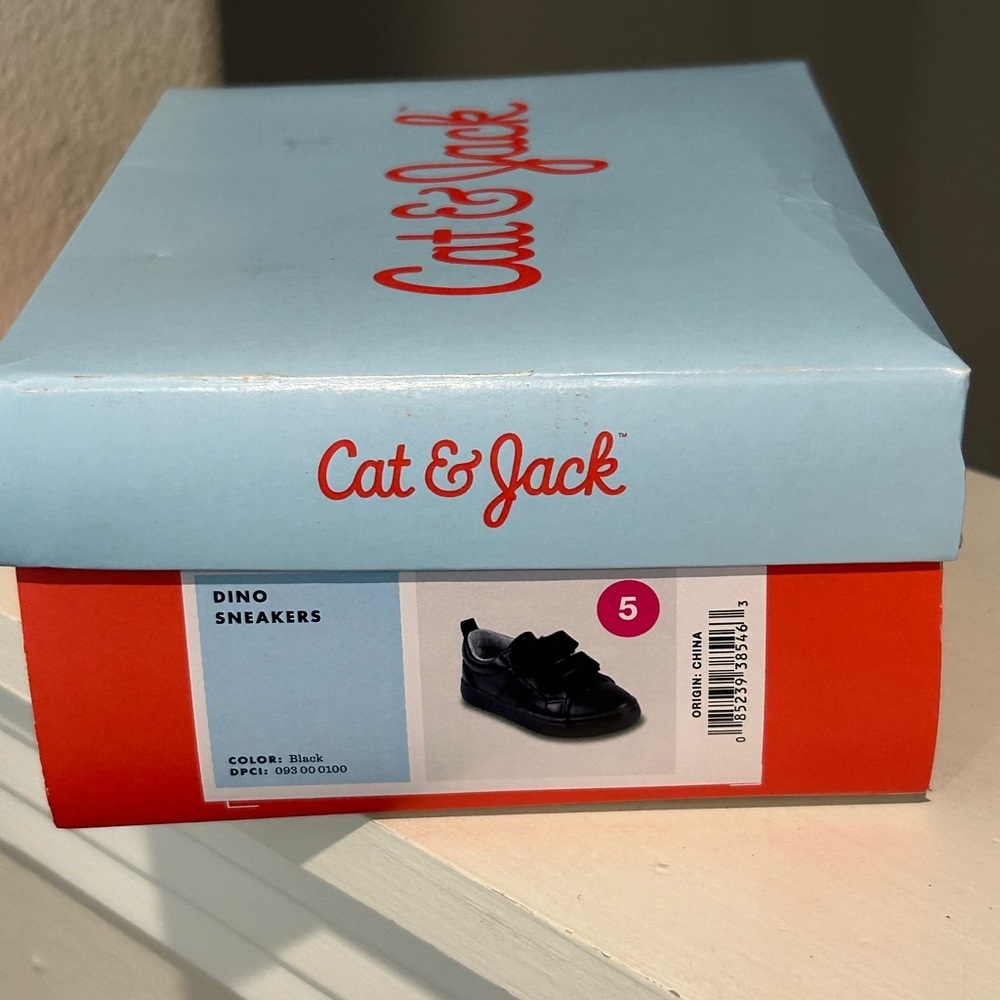 Cat & Jack
Cat & Jack™
DINO
SNEAKERS
COLOR: Black
DPCI: 093 00 0100
5
ORIGIN: CHINA
0 85239 38546 3